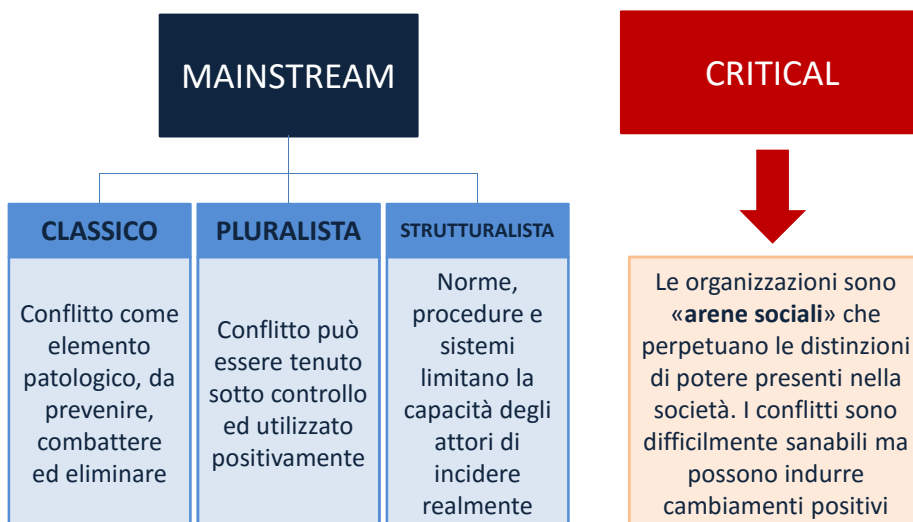 MAINSTREAM
CLASSICO
Conflitto come
elemento
patologico, da
prevenire,
combattere
ed eliminare
PLURALISTA
Conflitto può
essere tenuto
sotto controllo
ed utilizzato
positivamente
STRUTTURALISTA
Norme,
procedure e
sistemi
limitano la
capacità degli
attori di
incidere
realmente
CRITICAL
Le organizzazioni sono
«arene sociali» che
perpetuano le distinzioni
di potere presenti nella
società. I conflitti sono
difficilmente sanabili ma
possono indurre
cambiamenti positivi